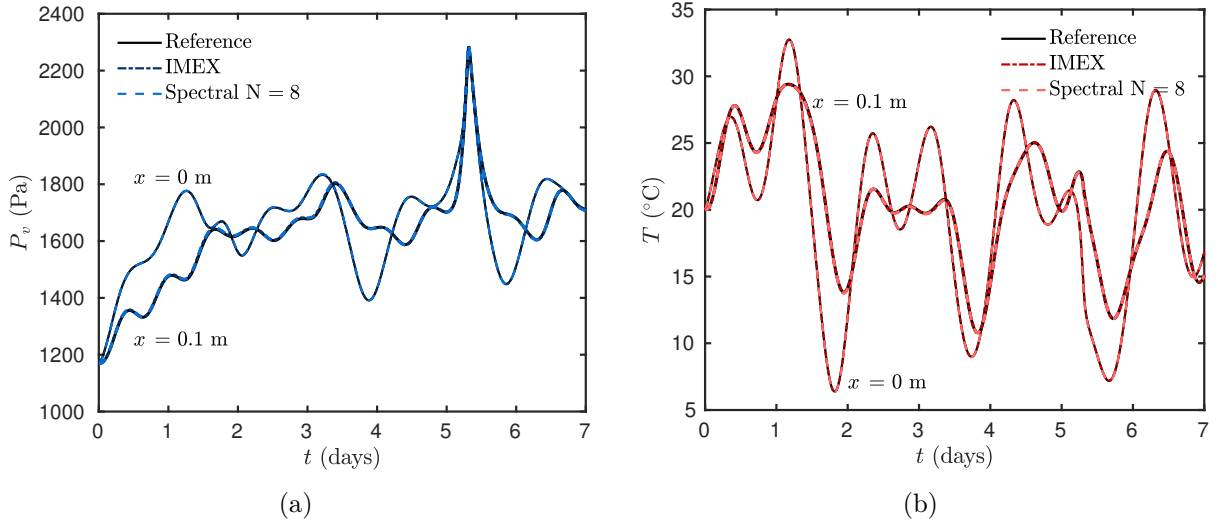 2400
2200
2000
1800
1600
1400
1200
1000
P_v (Pa)
Reference
IMEX
Spectral N = 8
x = 0 m
x = 0.1 m
0 1 2 3 4 5 6 7
t (days)
(a)
35
30
25
20
15
10
5
T (°C)
Reference
IMEX
Spectral N = 8
x = 0.1 m
x = 0 m
0 1 2 3 4 5 6 7
t (days)
(b)